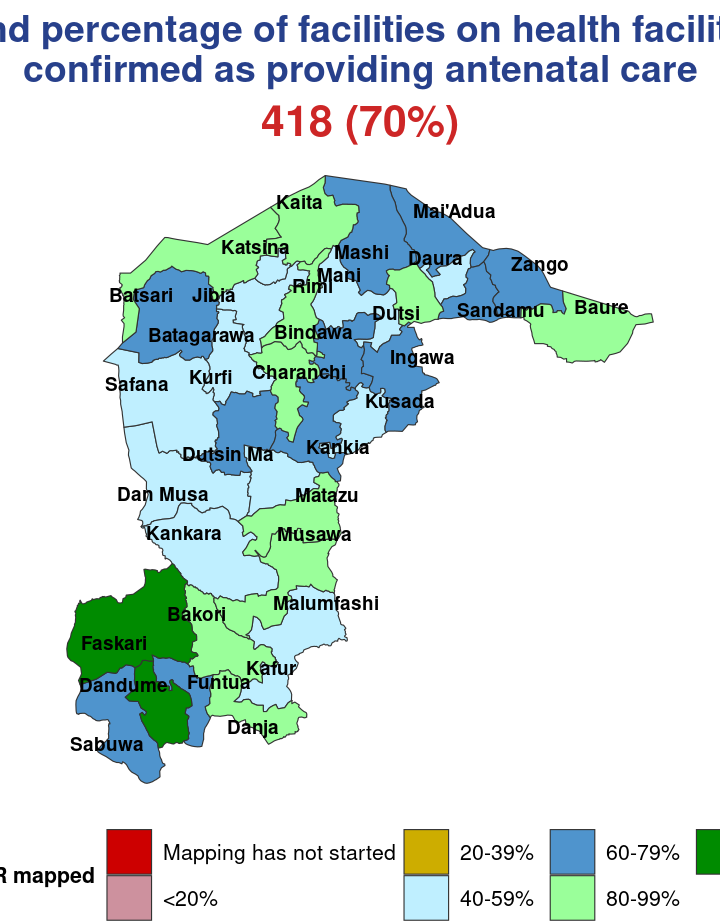 percentage of facilities on health
confirmed as providing antenatal care
418 (70%)
Kaita
Mai'Adua
Katsina
Mashi
Daura
Zango
Mani
Rimi
Batsari
Jibia
Sandamu
Baure
Dutsi
Batagarawa
Bindawa
Ingawa
Charanchi
Kurfi
Safana
Kusada
Kankia
Dutsin Ma
Dan Musa
Matazu
Kankara
Musawa
Malumfashi
Bakori
Faskari
Kafur
Dandume
Funtua
Danja
Sabuwa
mapped
Mapping has not started
20-39%
60-79%
<20%
40-59%
80-99%